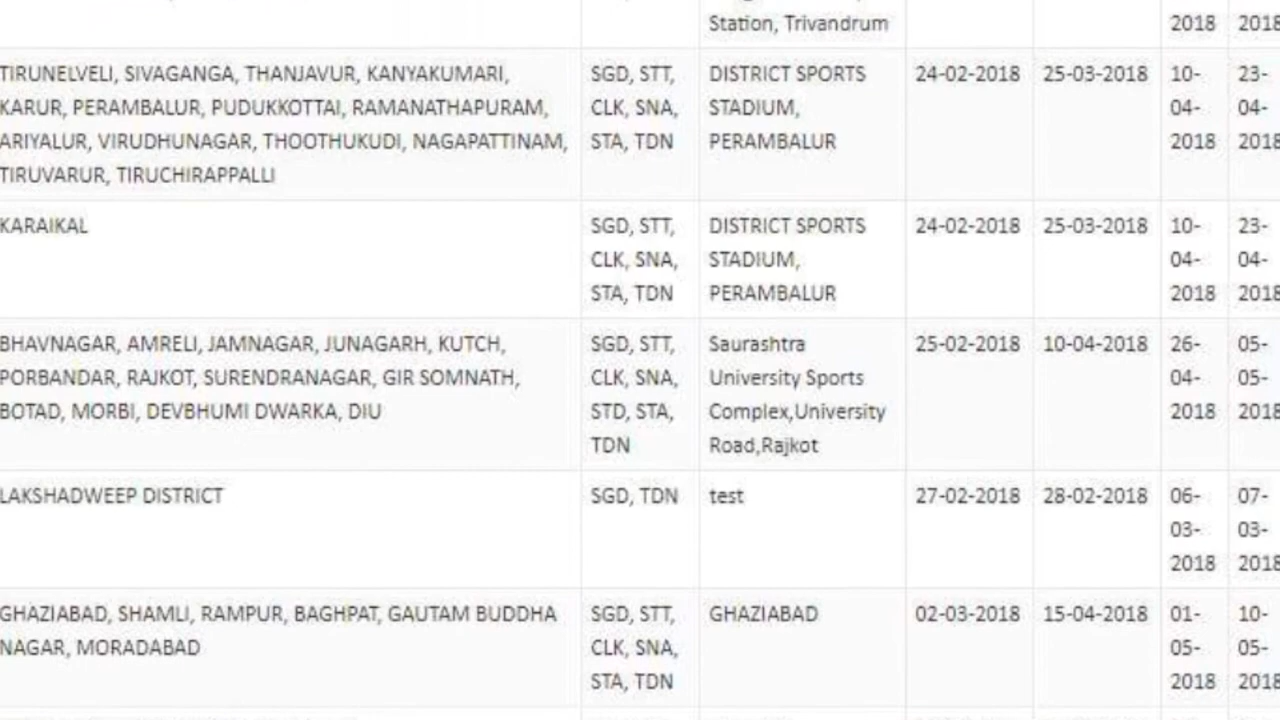 Station, Trivandrum 2018 2018
TIRUNELVELI, SIVAGANGA, THANJAVUR, KANYAKUMARI, SGD, STT, DISTRICT SPORTS 24-02-2018 25-03-2018 10- 23-
KARUR, PERAMBALUR, PUDUKKOTTAI, RAMANATHAPURAM, CLK, SNA, STADIUM, 04- 04-
ARIYALUR, VIRUDHUNAGAR, THOOTHUKUDI, NAGAPATTINAM, STA, TDN PERAMBALUR 2018 2018
TIRUVARUR, TIRUCHIRAPPALLI
KARAIKAL SGD, STT, DISTRICT SPORTS 24-02-2018 25-03-2018 10- 23-
CLK, SNA, STADIUM, 04- 04-
STA, TDN PERAMBALUR 2018 2018
BHAVNAGAR, AMRELI, JAMNAGAR, JUNAGARH, KUTCH, SGD, STT, Saurashtra 25-02-2018 10-04-2018 26- 05-
PORBANDAR, RAJKOT, SURENDRANAGAR, GIR SOMNATH, CLK, SNA, University Sports 04- 05-
BOTAD, MORBI, DEVBHUMI DWARKA, DIU STD, STA, Complex,University 2018 2018
TDN Road,Rajkot
LAKSHADWEEP DISTRICT SGD, TDN test 27-02-2018 28-02-2018 06- 07-
03- 03-
2018 2018
GHAZIABAD, SHAMLI, RAMPUR, BAGHPAT, GAUTAM BUDDHA SGD, STT, GHAZIABAD 02-03-2018 15-04-2018 01- 10-
NAGAR, MORADABAD CLK, SNA, 05- 05-
STA, TDN 2018 2018